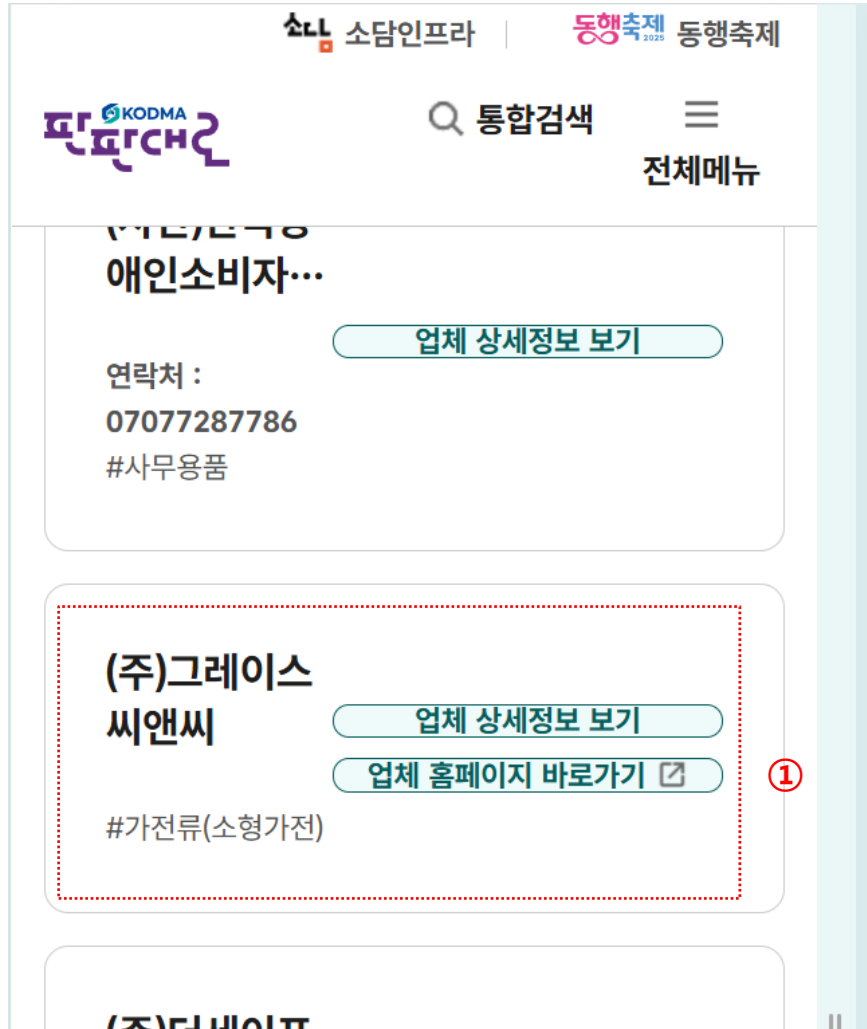 소담 소담인프라
동행축제 2025 동행축제
KODMA
판판대로
통합검색
전체메뉴
애인소비자…
업체 상세정보 보기
연락처 :
07077287786
#사무용품
(주)그레이스
씨앤씨
업체 상세정보 보기
업체 홈페이지 바로가기
①
#가전류(소형가전)